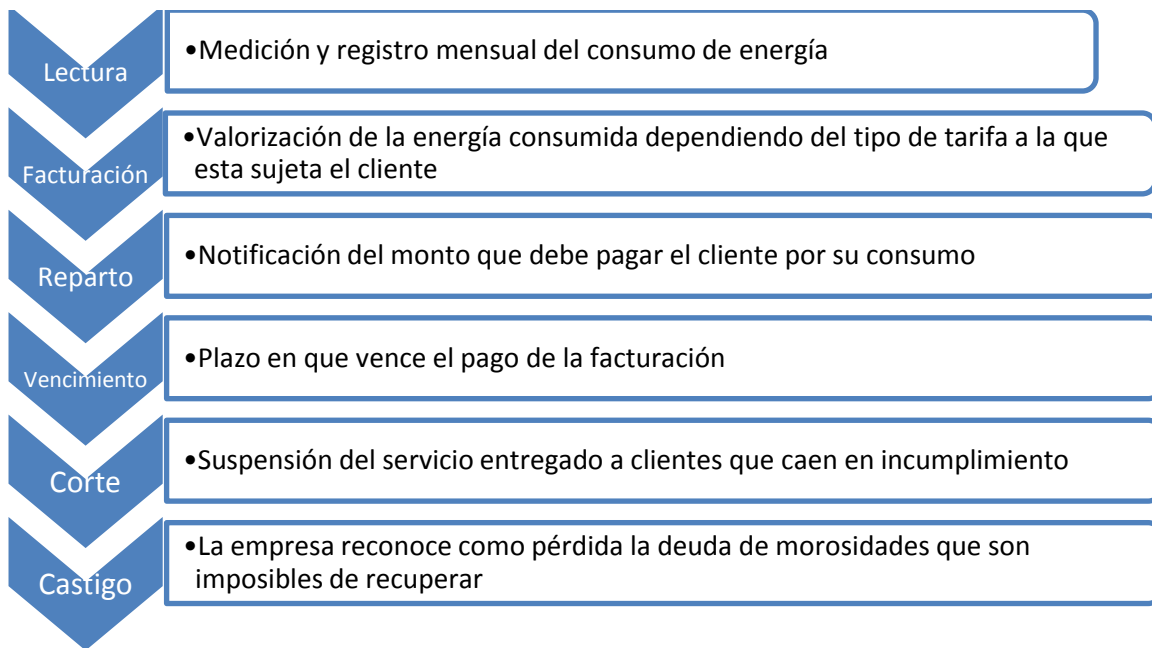 Lectura
•Medición y registro mensual del consumo de energía
Facturación
•Valorización de la energía consumida dependiendo del tipo de tarifa a la que
esta sujeta el cliente
Reparto
•Notificación del monto que debe pagar el cliente por su consumo
Vencimiento
•Plazo en que vence el pago de la facturación
Corte
•Suspensión del servicio entregado a clientes que caen en incumplimiento
Castigo
•La empresa reconoce como pérdida la deuda de morosidades que son
imposibles de recuperar